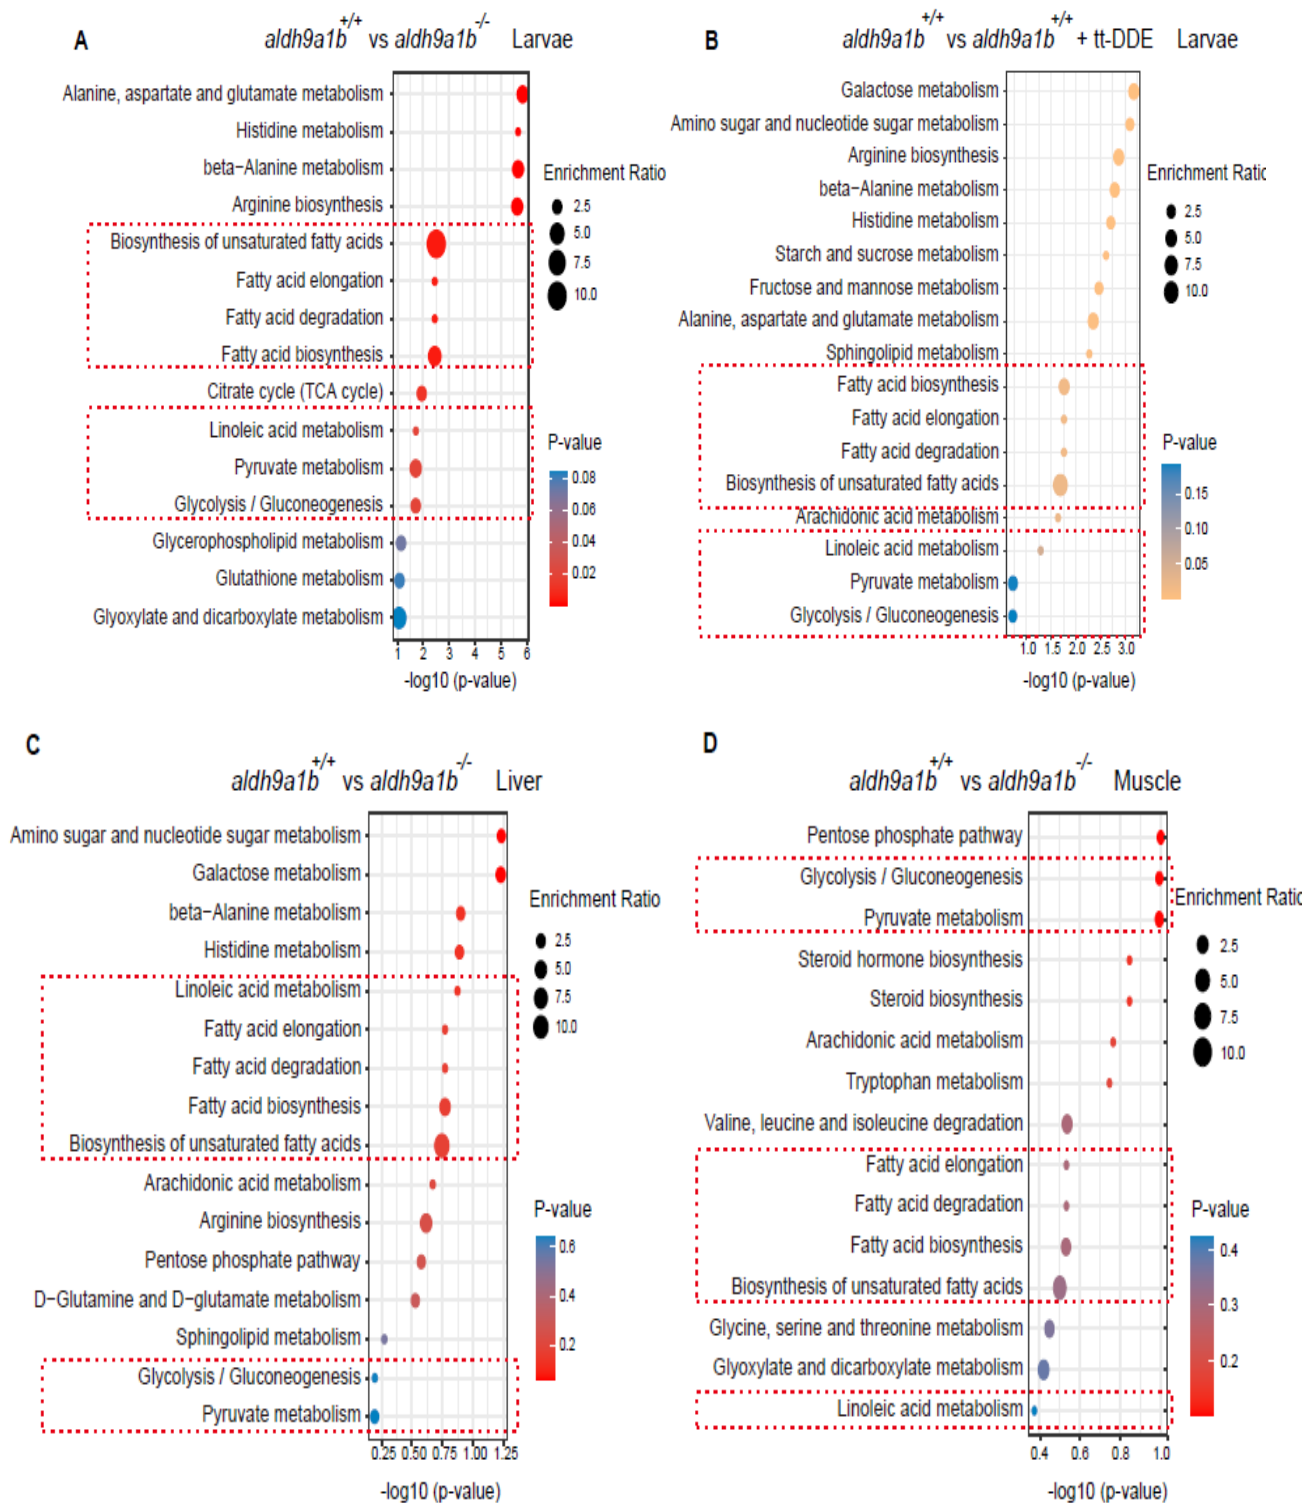 A
aldh9a1b+/+ vs aldh9a1b-/- Larvae
Alanine, aspartate and glutamate metabolism
Histidine metabolism
beta-Alanine metabolism
Arginine biosynthesis
Biosynthesis of unsaturated fatty acids
Fatty acid elongation
Fatty acid degradation
Fatty acid biosynthesis
Citrate cycle (TCA cycle)
Linoleic acid metabolism
Pyruvate metabolism
Glycolysis / Gluconeogenesis
Glycerophospholipid metabolism
Glutathione metabolism
Glyoxylate and dicarboxylate metabolism
1 2 3 4 5 6
-log10 (p-value)
Enrichment Ratio
2.5
5.0
7.5
10.0
P-value
0.08
0.06
0.04
0.02
B
aldh9a1b+/+ vs aldh9a1b+/+ + tt-DDE Larvae
Galactose metabolism
Amino sugar and nucleotide sugar metabolism
Arginine biosynthesis
beta-Alanine metabolism
Histidine metabolism
Starch and sucrose metabolism
Fructose and mannose metabolism
Alanine, aspartate and glutamate metabolism
Sphingolipid metabolism
Fatty acid biosynthesis
Fatty acid elongation
Fatty acid degradation
Biosynthesis of unsaturated fatty acids
Arachidonic acid metabolism
Linoleic acid metabolism
Pyruvate metabolism
Glycolysis / Gluconeogenesis
1.0 1.5 2.0 2.5 3.0
-log10 (p-value)
Enrichment Ratio
2.5
5.0
7.5
10.0
P-value
0.15
0.10
0.05
C
aldh9a1b+/+ vs aldh9a1b-/- Liver
Amino sugar and nucleotide sugar metabolism
Galactose metabolism
beta-Alanine metabolism
Histidine metabolism
Linoleic acid metabolism
Fatty acid elongation
Fatty acid degradation
Fatty acid biosynthesis
Biosynthesis of unsaturated fatty acids
Arachidonic acid metabolism
Arginine biosynthesis
Pentose phosphate pathway
D-Glutamine and D-glutamate metabolism
Sphingolipid metabolism
Glycolysis / Gluconeogenesis
Pyruvate metabolism
0.25 0.50 0.75 1.00 1.25
-log10 (p-value)
Enrichment Ratio
2.5
5.0
7.5
10.0
P-value
0.6
0.4
0.2
D
aldh9a1b+/+ vs aldh9a1b-/- Muscle
Pentose phosphate pathway
Glycolysis / Gluconeogenesis
Pyruvate metabolism
Steroid hormone biosynthesis
Steroid biosynthesis
Arachidonic acid metabolism
Tryptophan metabolism
Valine, leucine and isoleucine degradation
Fatty acid elongation
Fatty acid degradation
Fatty acid biosynthesis
Biosynthesis of unsaturated fatty acids
Glycine, serine and threonine metabolism
Glyoxylate and dicarboxylate metabolism
Linoleic acid metabolism
0.4 0.6 0.8 1.0
-log10 (p-value)
Enrichment Ratio
2.5
5.0
7.5
10.0
P-value
0.4
0.3
0.2